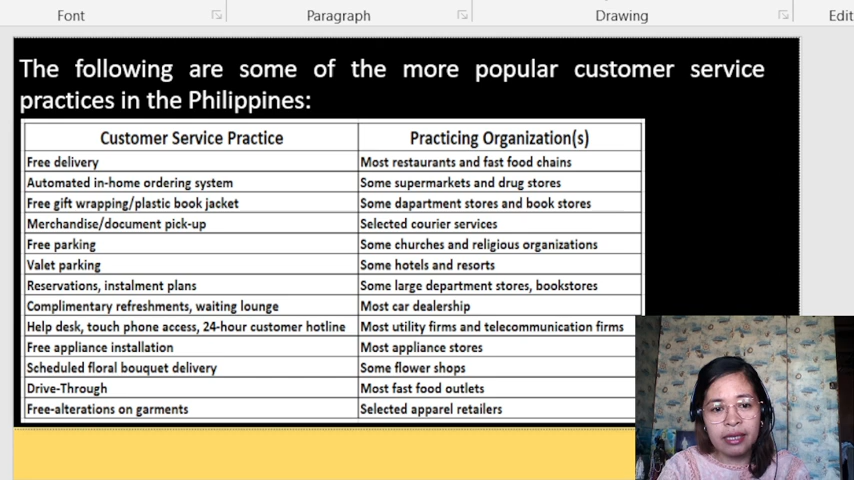 Font Paragraph Drawing Edit
The following are some of the more popular customer service
practices in the Philippines:
Customer Service Practice Practicing Organization(s)
Free delivery Most restaurants and fast food chains
Automated in-home ordering system Some supermarkets and drug stores
Free gift wrapping/plastic book jacket Some dapartment stores and book stores
Merchandise/document pick-up Selected courier services
Free parking Some churches and religious organizations
Valet parking Some hotels and resorts
Reservations, instalment plans Some large department stores, bookstores
Complimentary refreshments, waiting lounge Most car dealership
Help desk, touch phone access, 24-hour customer hotline Most utility firms and telecommunication firms
Free appliance installation Most appliance stores
Scheduled floral bouquet delivery Some flower shops
Drive-Through Most fast food outlets
Free-alterations on garments Selected apparel retailers